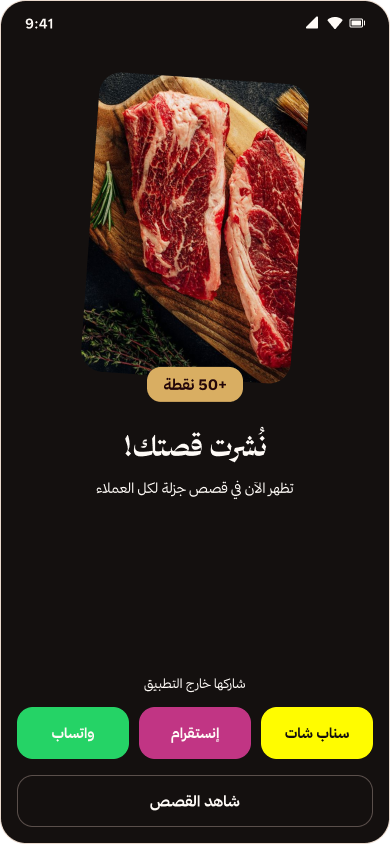 9:41
+50 نقطة
نُشرت قصتك!
تظهر الآن في قصص جزلة لكل العملاء
شاركها خارج التطبيق
سناب شات
إنستقرام
واتساب
شاهد القصص